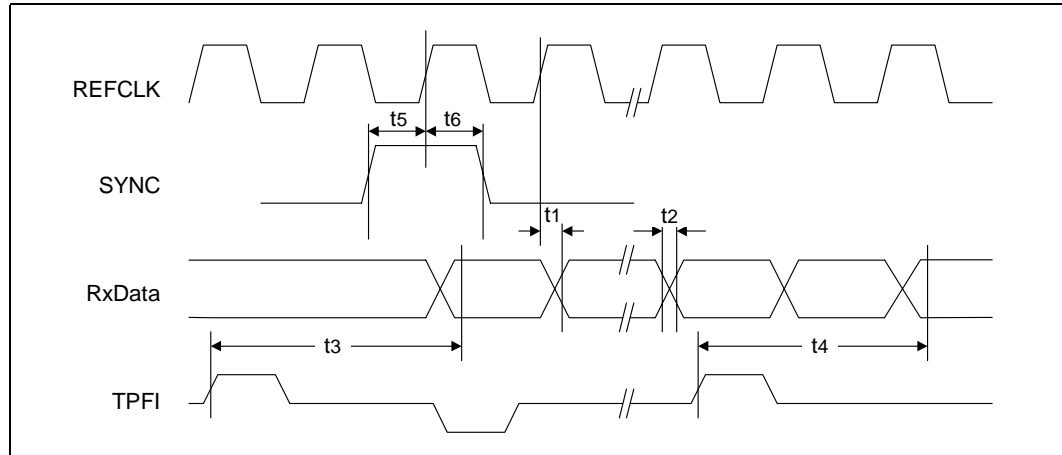 REFCLK
t5 t6
SYNC
t1 t2
RxData
t3 t4
TPFI